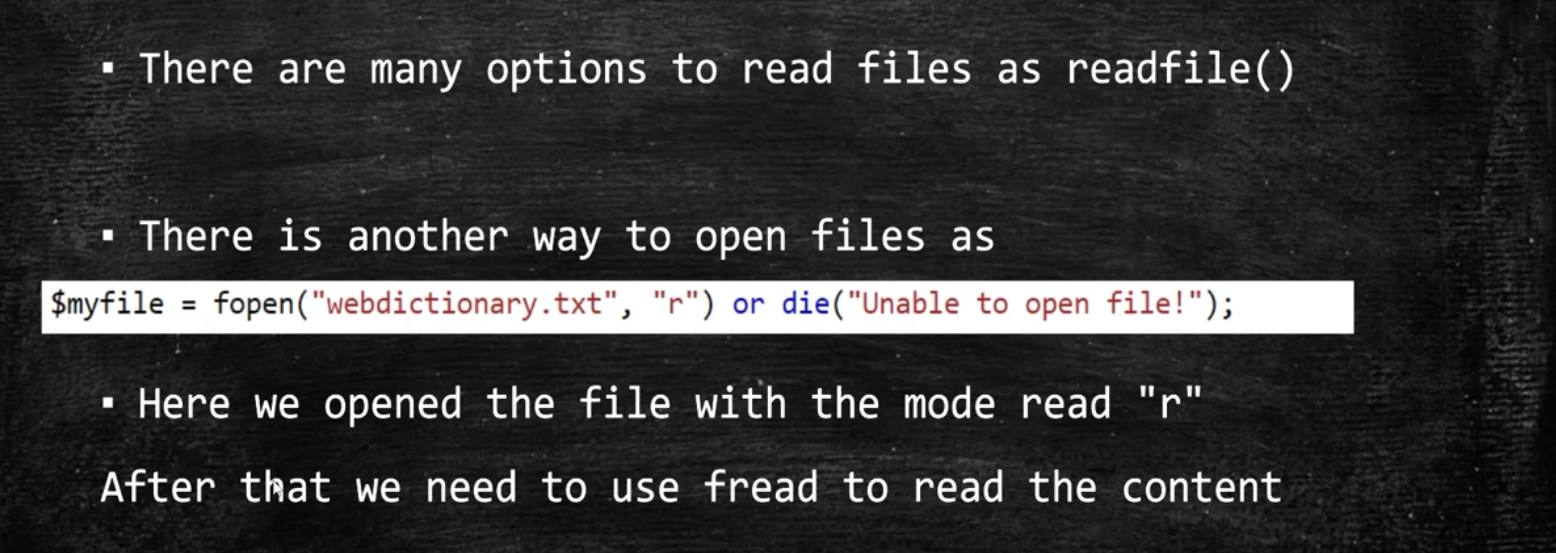 ▪ There are many options to read files as readfile()
▪ There is another way to open files as
$myfile = fopen("webdictionary.txt", "r") or die("Unable to open file!");
▪ Here we opened the file with the mode read "r"
After that we need to use fread to read the content